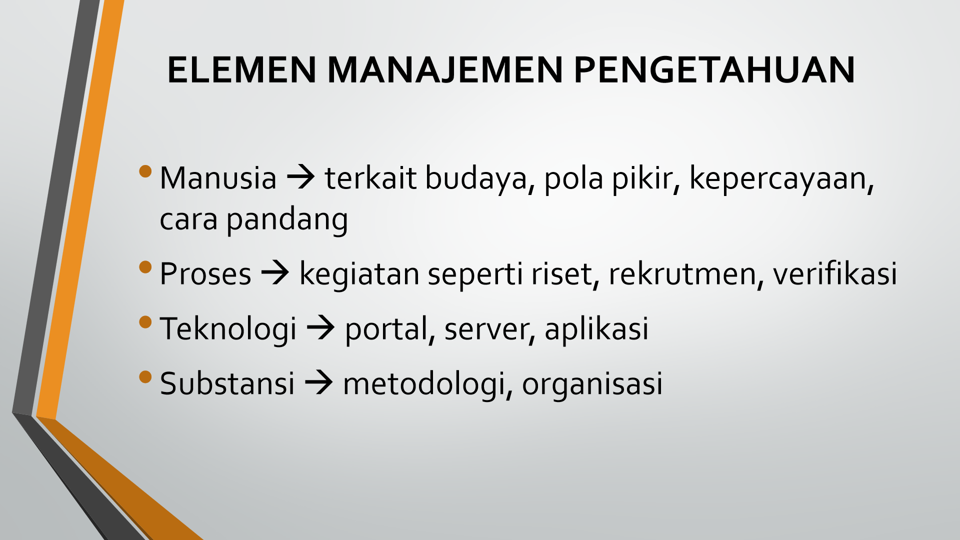 ELEMEN MANAJEMEN PENGETAHUAN
• Manusia → terkait budaya, pola pikir, kepercayaan,
cara pandang
• Proses → kegiatan seperti riset, rekrutmen, verifikasi
• Teknologi → portal, server, aplikasi
• Substansi → metodologi, organisasi